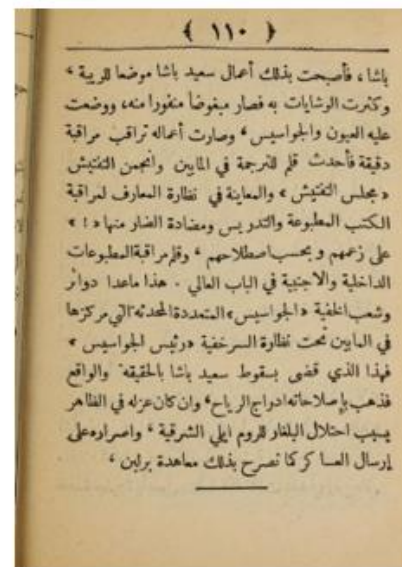 ﴿ ١١٠ ﴾
باشا ، فأصبحت بذلك أعمال سعيد باشا موضعا للريبة ،
وكثرت الوشايات به فصار مبغوضا منفورا منه، ووضعت
عليه العيون والجواسيس ، وصارت أعماله تراقب مراقبة
دقيقة فأحدث قلم للترجمة في المابين وانجمن التفتيش
« مجلس التفتيش » والمعاينة في نظارة المعارف لمراقبة
الكتب المطبوعة والتدريس ومضادة الضار منها « ! »
على زعمهم وبحسب اصطلاحهم ، وقلم مراقبة المطبوعات
الداخلية والاجنبية في الباب العالي . هذا ماعدا دوائر
وشعب الخفية « الجواسيس » المتعددة المحدثة التي مركزها
في المابين تحت نظارة السرخفية « رئيس الجواسيس »
فهذا الذي قضى بسقوط سعيد باشا بالحقيقة والواقع
فذهب بإصلاحاته ادراج الرياح ، وان كان عزله في الظاهر
بسبب احتلال البلغار للروم ايلي الشرقية ، واصراره على
إرسال العساكر كما تصرح بذلك معاهدة برلين ،